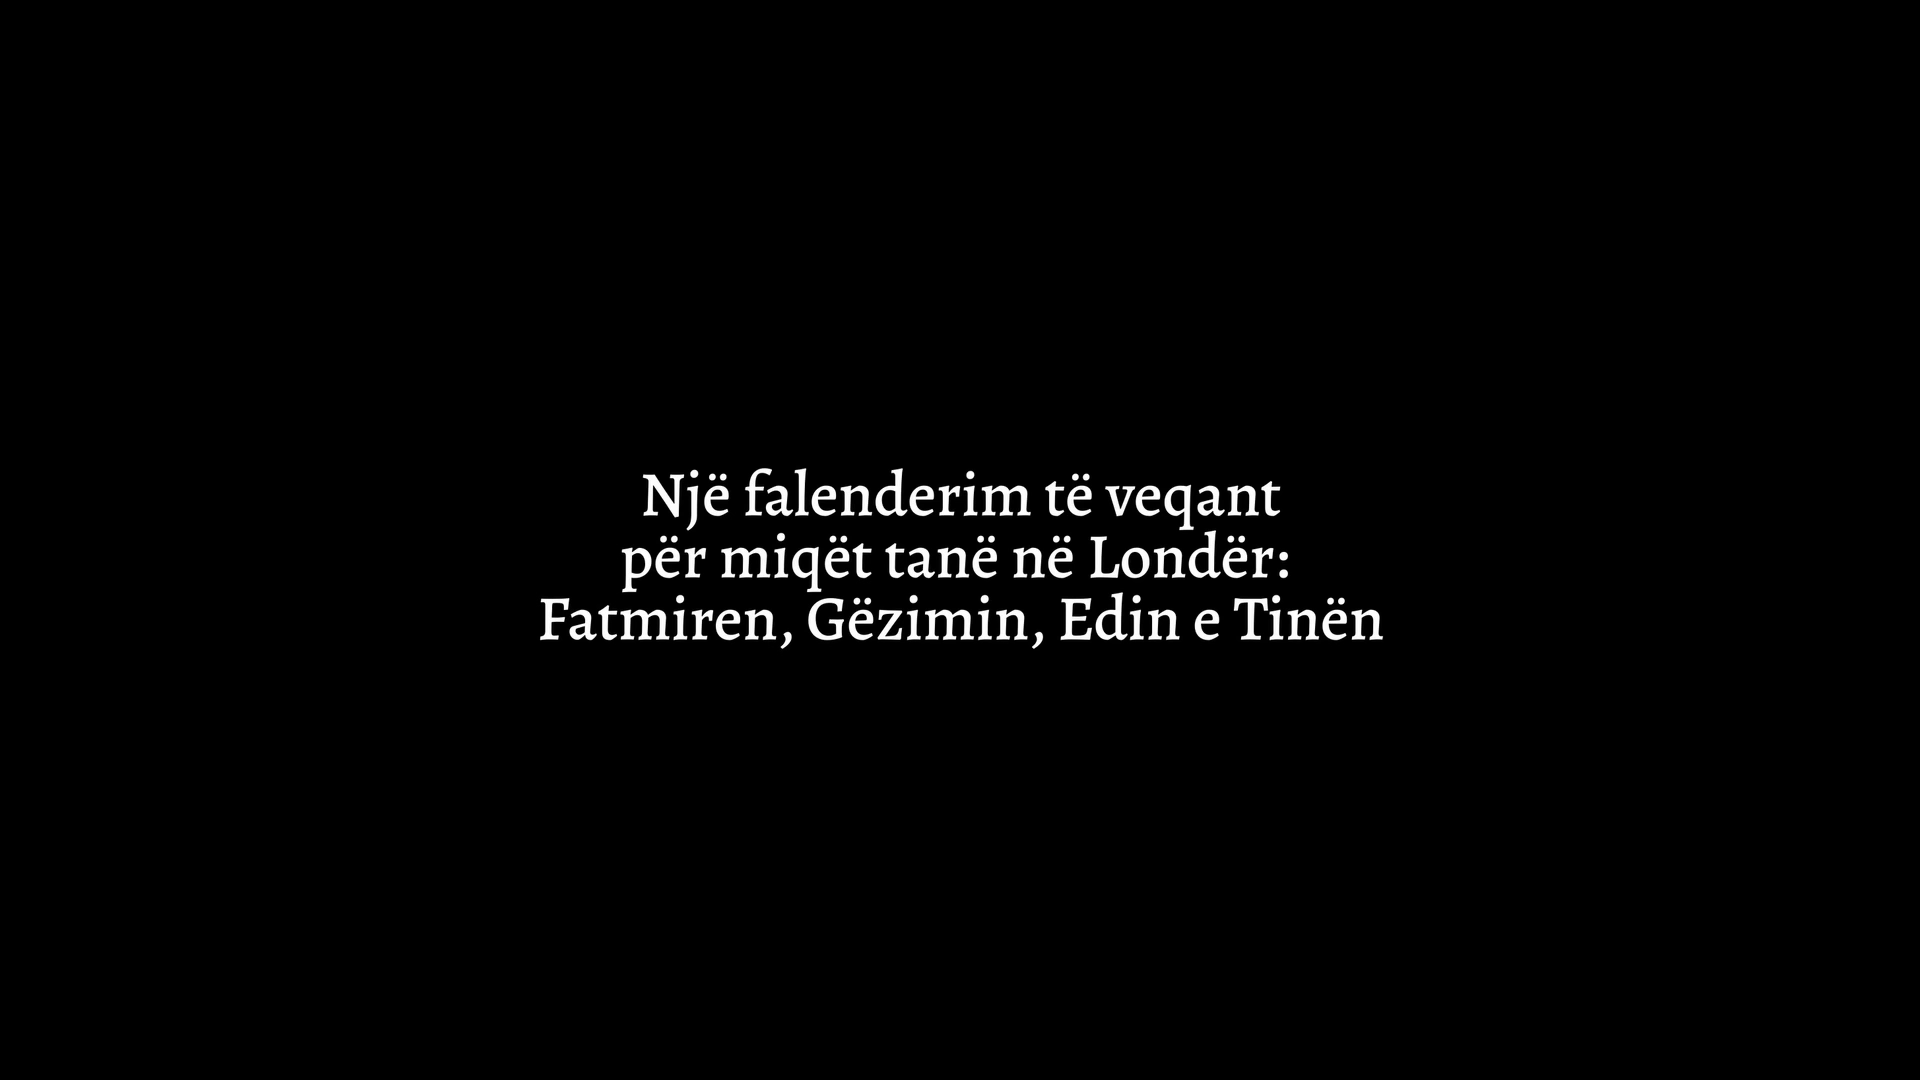 Një falenderim të veqant
për miqët tanë në Londër:
Fatmiren, Gëzimin, Edin e Tinën